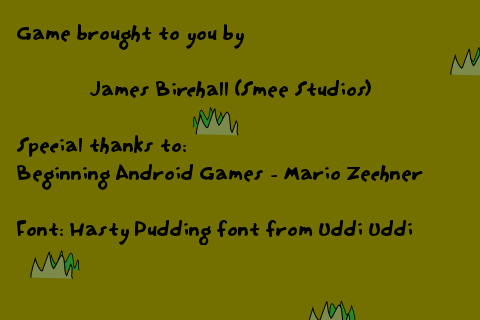 Game brought to you by
James Birchall (Smee Studios)
Special thanks to:
Beginning Android Games - Mario Zechner
Font: Hasty Pudding font from Uddi Uddi